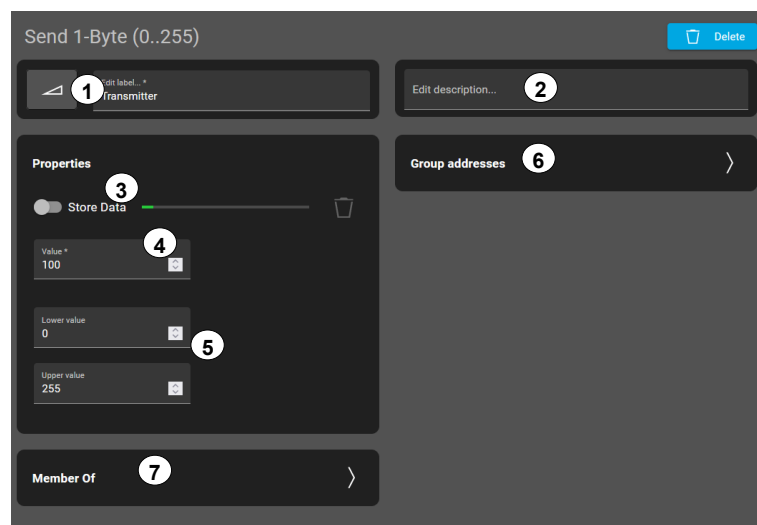 Send 1-Byte (0..255)
Delete
1
Edit label... *
Transmitter
Edit description...
2
Properties
3
Store Data
Value *
100
4
Lower value
0
5
Upper value
255
Group addresses
6
Member Of
7